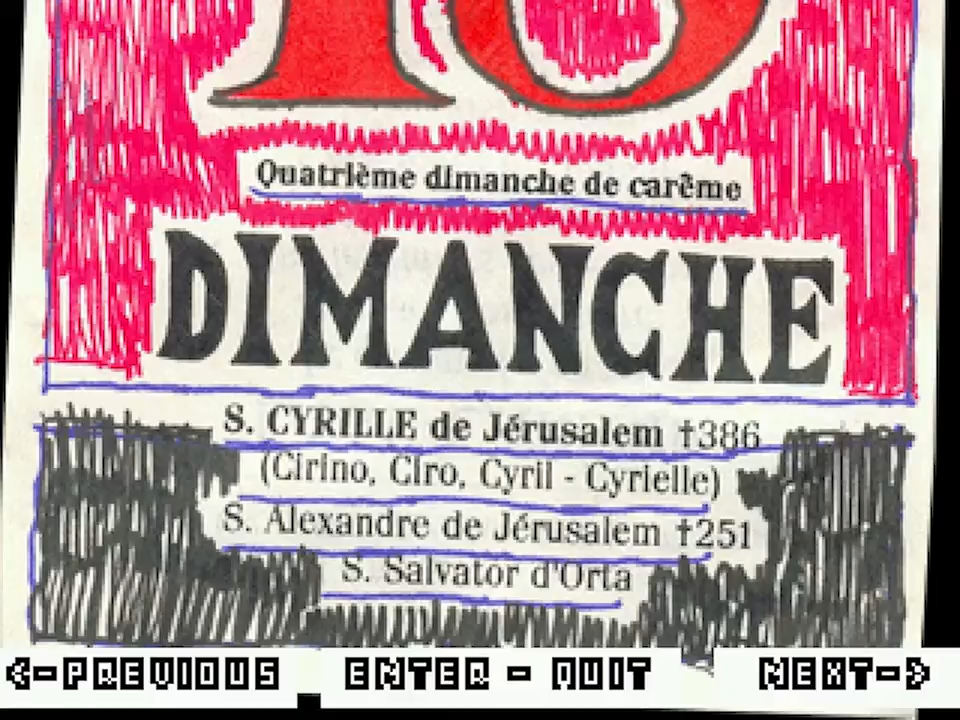 Quatrième dimanche de carême
DIMANCHE
S. CYRILLE de Jérusalem †386
(Cirino, Ciro, Cyril - Cyrielle)
S. Alexandre de Jérusalem †251
S. Salvator d'Orta
<-PREVIOUS ENTER - QUIT NEXT->